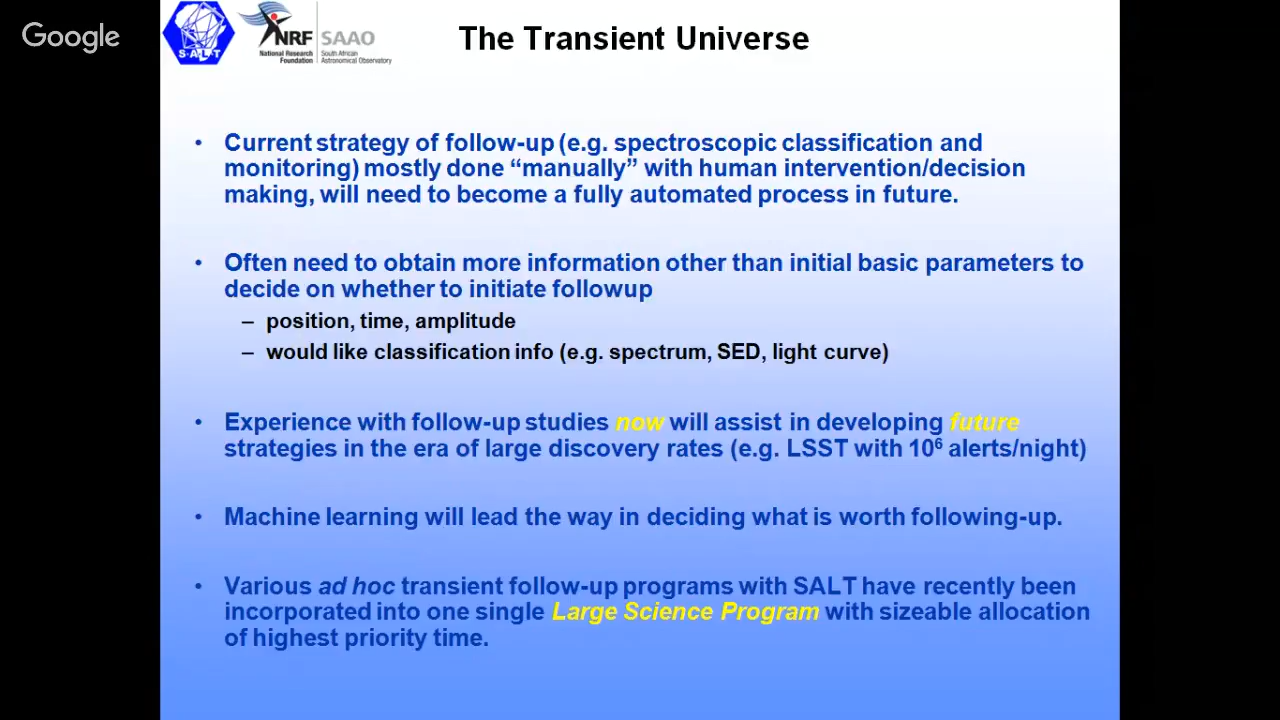 Google
SALT
NRF
SAAO
National Research
Foundation
South African
Astronomical Observatory
The Transient Universe
• Current strategy of follow-up (e.g. spectroscopic classification and
monitoring) mostly done “manually” with human intervention/decision
making, will need to become a fully automated process in future.
• Often need to obtain more information other than initial basic parameters to
decide on whether to initiate followup
– position, time, amplitude
– would like classification info (e.g. spectrum, SED, light curve)
• Experience with follow-up studies now will assist in developing future
strategies in the era of large discovery rates (e.g. LSST with 10⁶ alerts/night)
• Machine learning will lead the way in deciding what is worth following-up.
• Various ad hoc transient follow-up programs with SALT have recently been
incorporated into one single Large Science Program with sizeable allocation
of highest priority time.